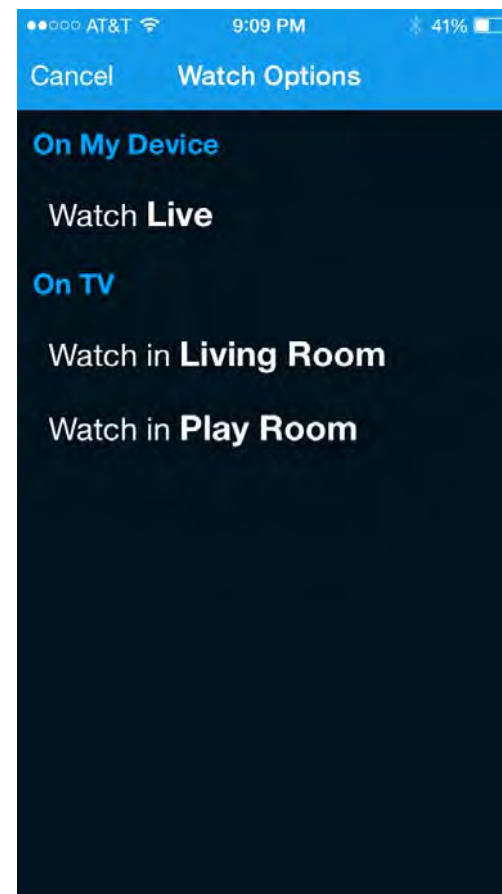 AT&T 9:09 PM 41%
Cancel Watch Options
On My Device
Watch Live
On TV
Watch in Living Room
Watch in Play Room